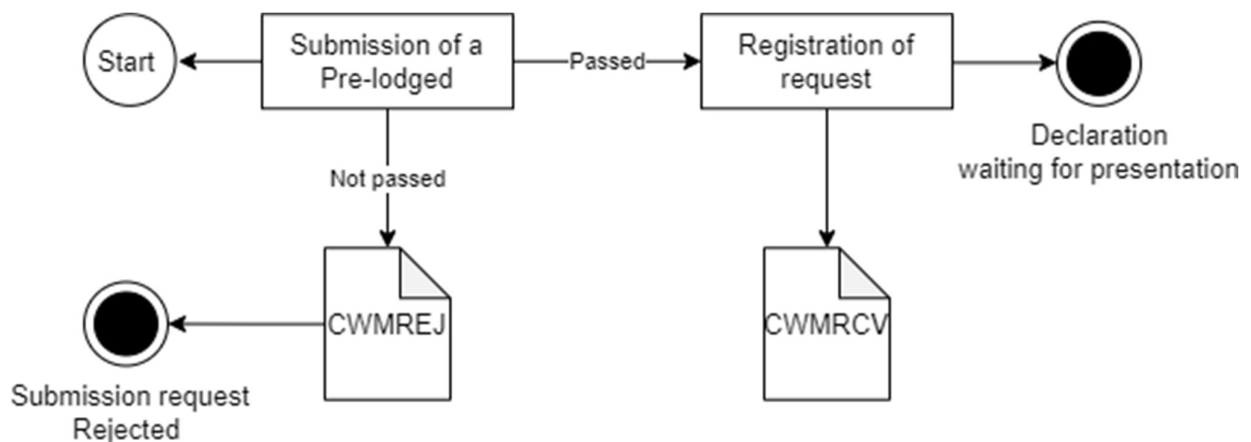 Start
Submission of a
Pre-lodged
Passed
Registration of
request
Declaration
waiting for presentation
Not passed
CWMREJ
CWMRCV
Submission request
Rejected